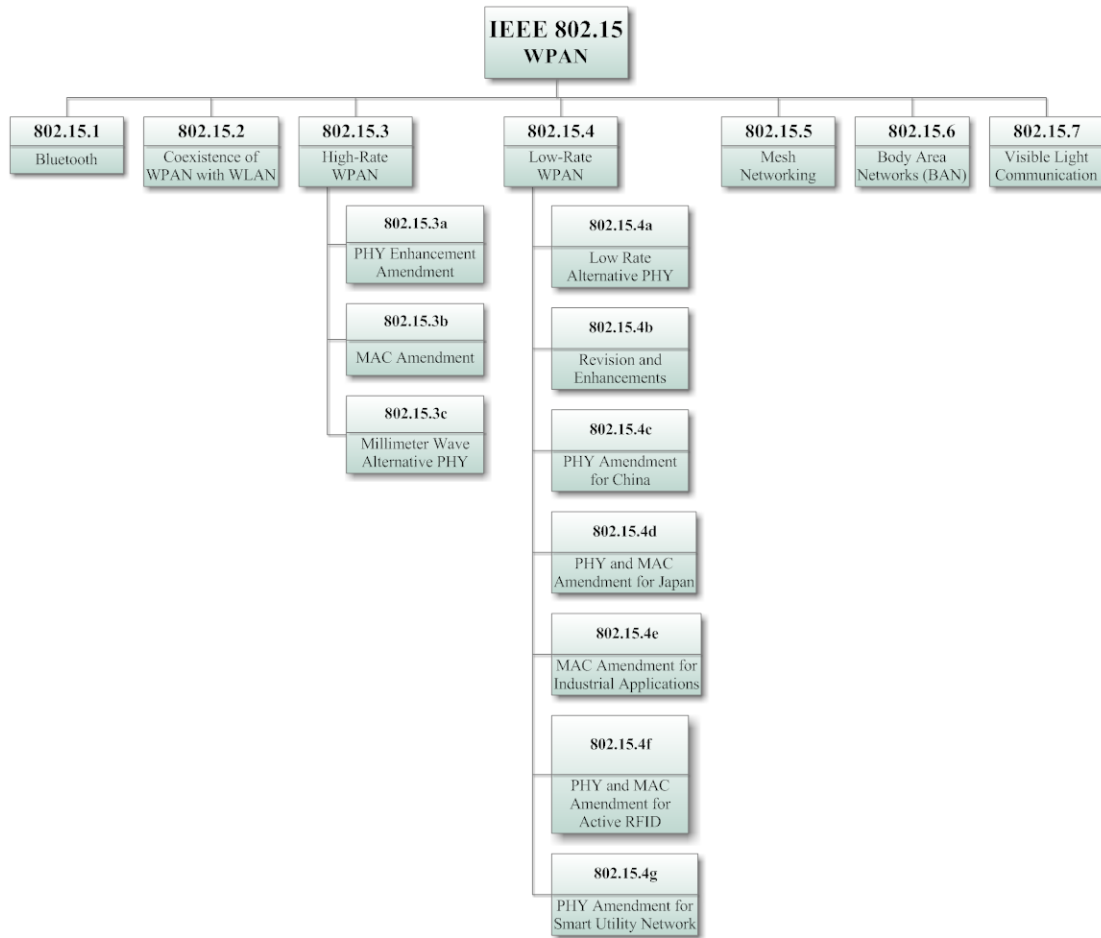 IEEE 802.15
WPAN
802.15.1
Bluetooth
802.15.2
Coexistence of
WPAN with WLAN
802.15.3
High-Rate
WPAN
802.15.3a
PHY Enhancement
Amendment
802.15.3b
MAC Amendment
802.15.3c
Millimeter Wave
Alternative PHY
802.15.4
Low-Rate
WPAN
802.15.4a
Low Rate
Alternative PHY
802.15.4b
Revision and
Enhancements
802.15.4c
PHY Amendment
for China
802.15.4d
PHY and MAC
Amendment for Japan
802.15.4e
MAC Amendment for
Industrial Applications
802.15.4f
PHY and MAC
Amendment for
Active RFID
802.15.4g
PHY Amendment for
Smart Utility Network
802.15.5
Mesh
Networking
802.15.6
Body Area
Networks (BAN)
802.15.7
Visible Light
Communication